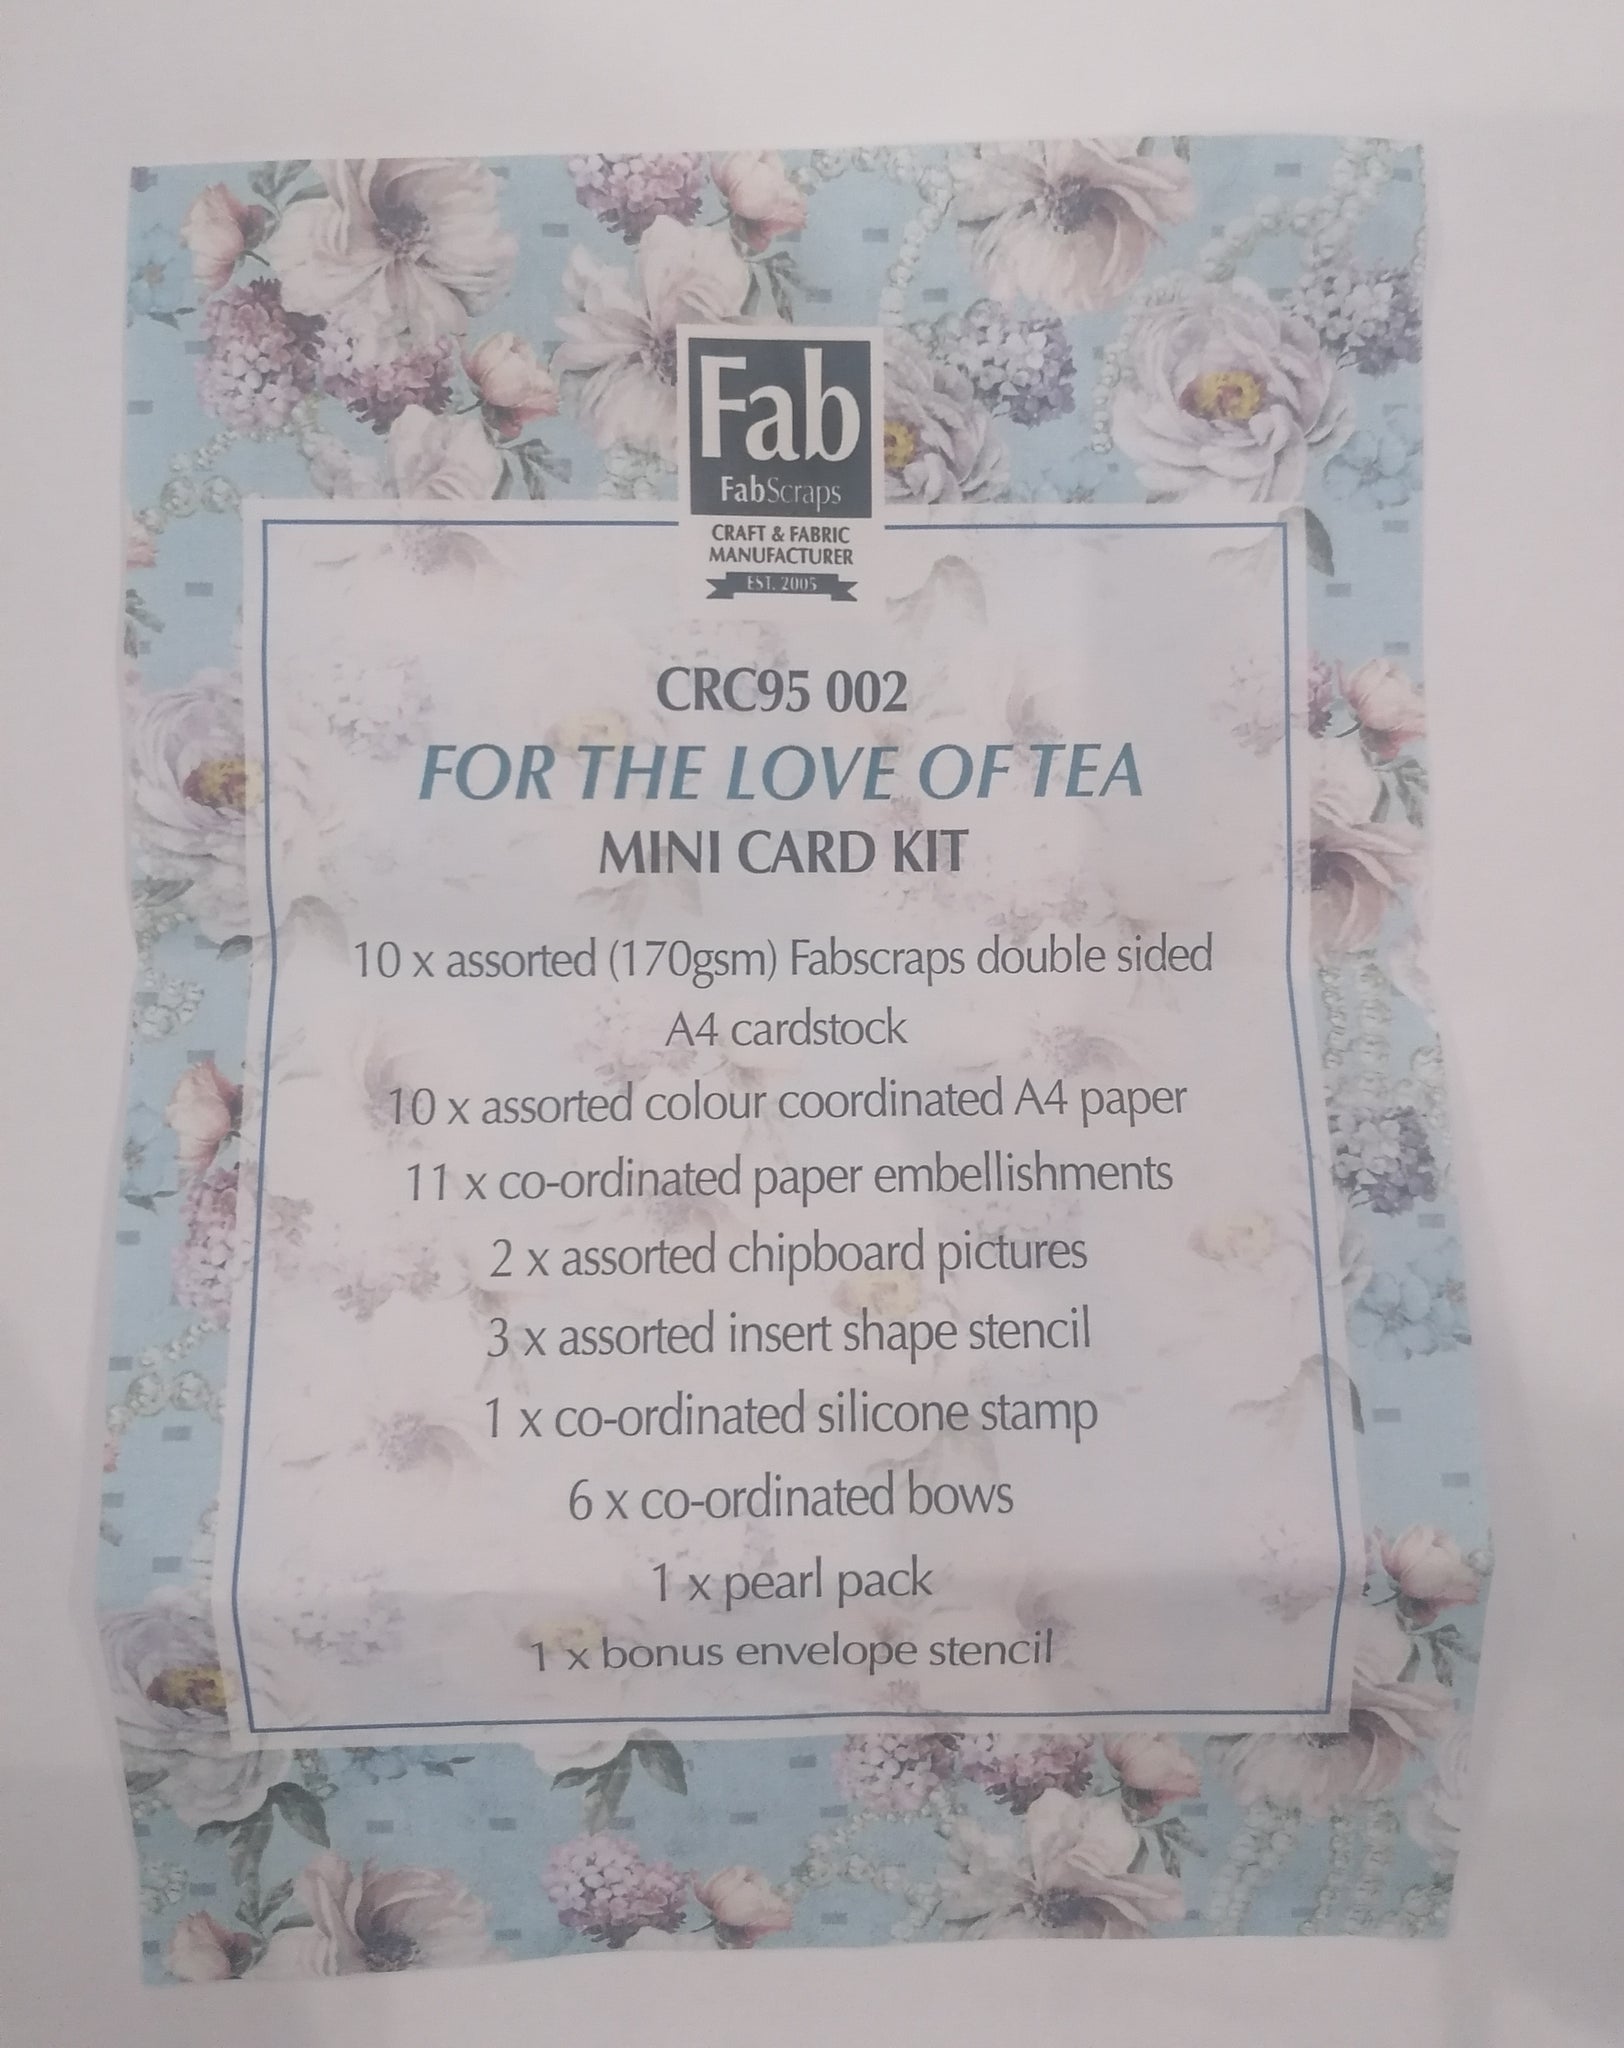 Fab
FabScraps
CRAFT & FABRIC
MANUFACTURER
EST. 2005
CRC95 002
FOR THE LOVE OF TEA
MINI CARD KIT
10 x assorted (170gsm) Fabscraps double sided
A4 cardstock
10 x assorted colour coordinated A4 paper
11 x co-ordinated paper embellishments
2 x assorted chipboard pictures
3 x assorted insert shape stencil
1 x co-ordinated silicone stamp
6 x co-ordinated bows
1 x pearl pack
1 x bonus envelope stencil